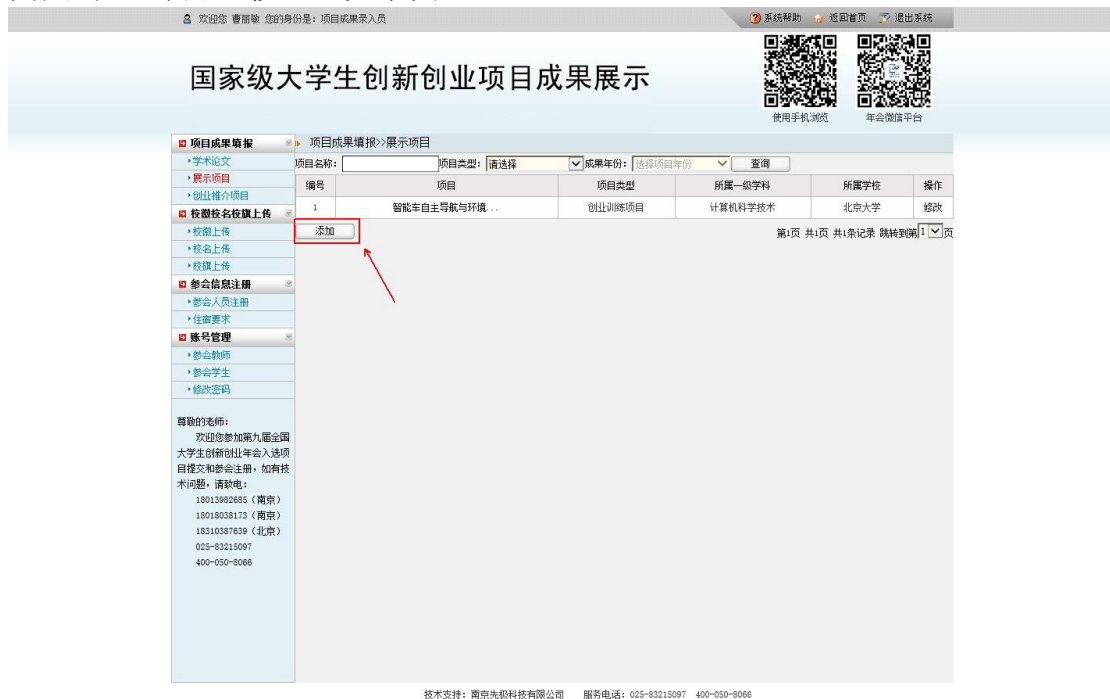 欢迎您 曹丽敏 您的身份是：项目成果录入员
系统帮助 返回首页 退出系统
国家级大学生创新创业项目成果展示
使用手机浏览 年会微信平台
项目成果填报
学术论文
展示项目
创业推介项目
校徽校名校旗上传
校徽上传
校名上传
校旗上传
参会信息注册
参会人员注册
住宿要求
账号管理
参会教师
参会学生
修改密码
尊敬的老师：
欢迎您参加第九届全国
大学生创新创业年会入选项
目提交和参会注册，如有技
术问题，请致电：
18013982685（南京）
18018038173（南京）
18310387639（北京）
025-83215097
400-050-8066
项目成果填报>>展示项目
项目名称： 项目类型：请选择 成果年份：选择项目年份 查询
编号 项目 项目类型 所属一级学科 所属学校 操作
1 智能车自主导航与环境... 创业训练项目 计算机科学技术 北京大学 修改
添加 第1页 共1页 共1条记录 跳转到第1页
技术支持：南京先极科技有限公司 服务电话：025-83215097 400-050-8066